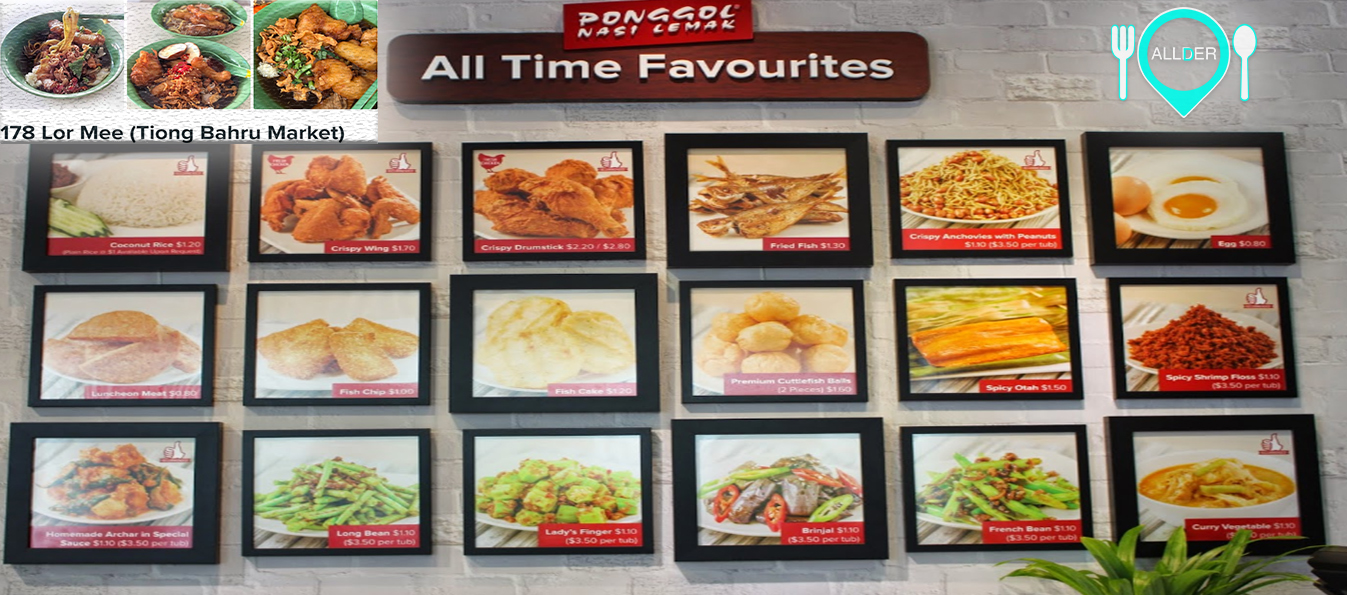 PONGGOL
NASI LEMAK
All Time Favourites
ALLDER
178 Lor Mee (Tiong Bahru Market)
Coconut Rice $1.20
(Plain Rice is $1 Available Upon Request)
Crispy Wing $1.70
Crispy Drumstick $2.20 / $2.80
Fried Fish $1.30
Crispy Anchovies with Peanuts
$1.10 ($3.50 per tub)
Egg $0.80
Luncheon Meat $0.80
Fish Chip $1.00
Fish Cake $1.20
Premium Cuttlefish Balls
(2 Pieces) $1.60
Spicy Otah $1.50
Spicy Shrimp Floss $1.10
($3.50 per tub)
Homemade Archar in Special
Sauce $1.10 ($3.50 per tub)
Long Bean $1.10
($3.50 per tub)
Lady's Finger $1.10
($3.50 per tub)
Brinjal $1.10
($3.50 per tub)
French Bean $1.10
($3.50 per tub)
Curry Vegetable $1.10
($3.50 per tub)